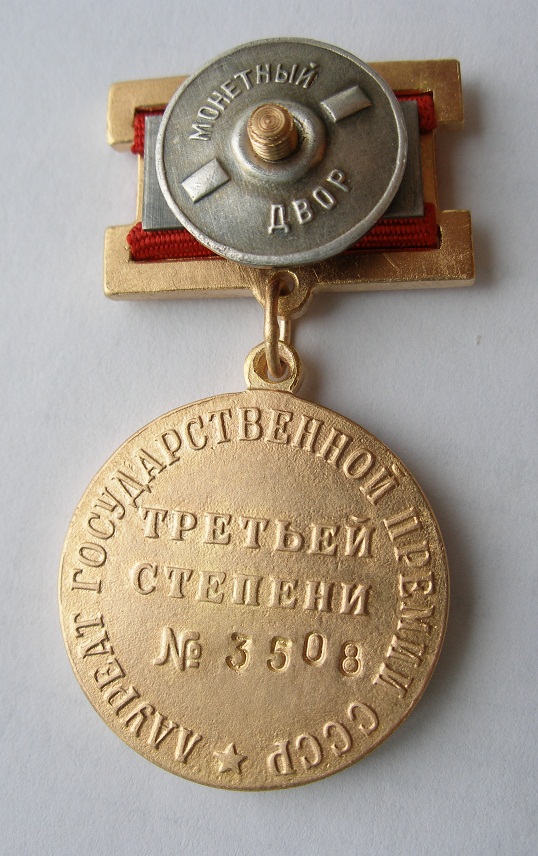 МОНЕТНЫЙ
ДВОР
ЛАУРЕАТ ГОСУДАРСТВЕННОЙ ПРЕМИИ СССР
ТРЕТЬЕЙ
СТЕПЕНИ
№ 3508